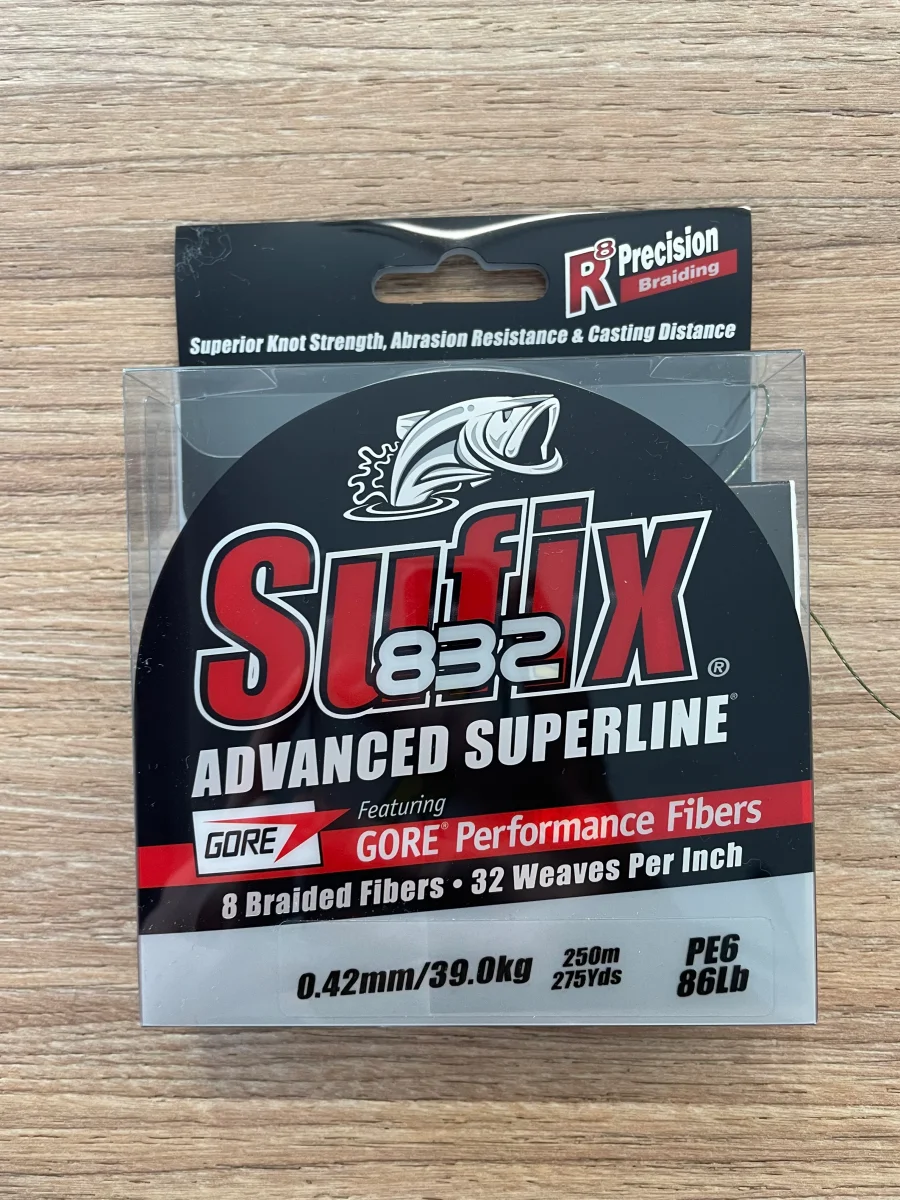 R8 Precision
Braiding
Superior Knot Strength, Abrasion Resistance & Casting Distance
Sufix®
832
ADVANCED SUPERLINE®
GORE
Featuring
GORE® Performance Fibers
8 Braided Fibers • 32 Weaves Per Inch
0.42mm/39.0kg
250m
275Yds
PE6
86Lb